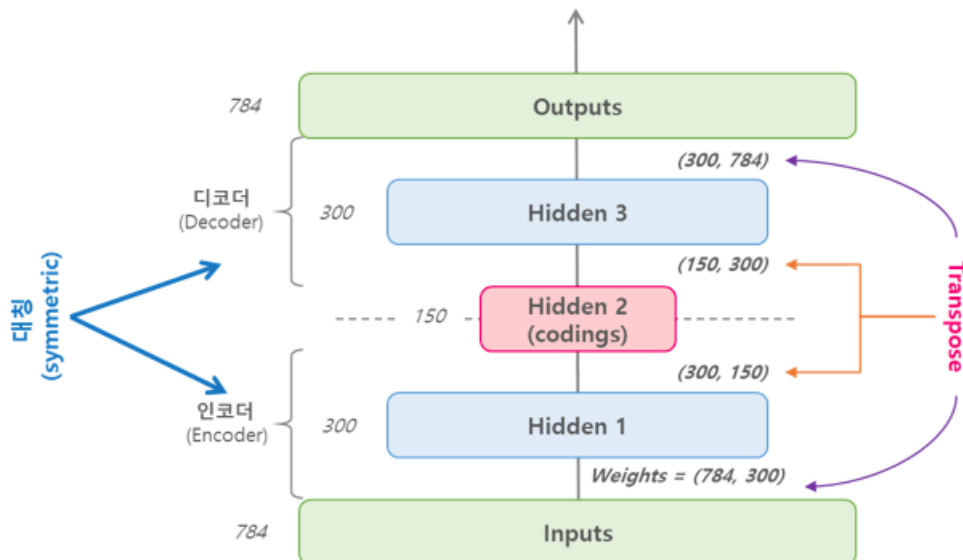 784
Outputs
(300, 784)
디코더
(Decoder)
300
Hidden 3
(150, 300)
대칭
(symmetric)
150
Hidden 2
(codings)
Transpose
(300, 150)
인코더
(Encoder)
300
Hidden 1
Weights = (784, 300)
784
Inputs